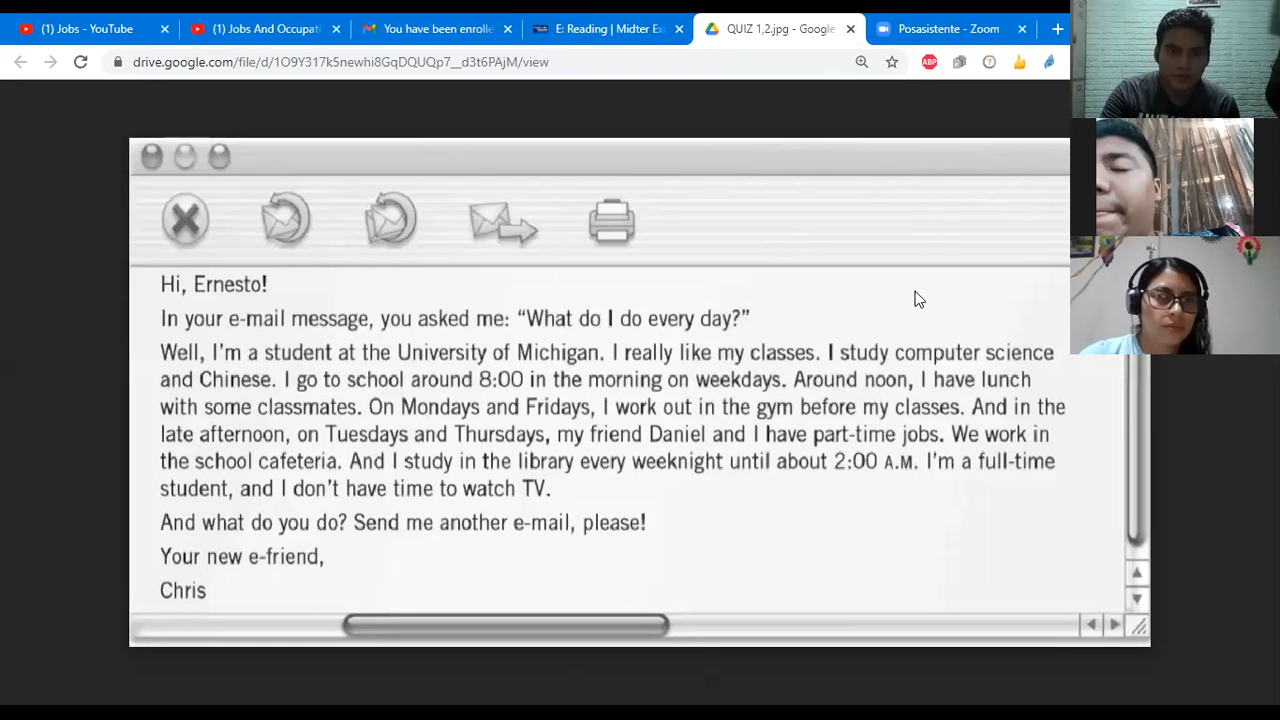 (1) Jobs - YouTube
(1) Jobs And Occupat
You have been enrolle
E: Reading | Midter Ex
QUIZ 1,2.jpg - Google
Posasistente - Zoom
ABP
Hi, Ernesto!
In your e-mail message, you asked me: “What do I do every day?”
Well, I’m a student at the University of Michigan. I really like my classes. I study computer science
and Chinese. I go to school around 8:00 in the morning on weekdays. Around noon, I have lunch
with some classmates. On Mondays and Fridays, I work out in the gym before my classes. And in the
late afternoon, on Tuesdays and Thursdays, my friend Daniel and I have part-time jobs. We work in
the school cafeteria. And I study in the library every weeknight until about 2:00 A.M. I’m a full-time
student, and I don’t have time to watch TV.
And what do you do? Send me another e-mail, please!
Your new e-friend,
Chris